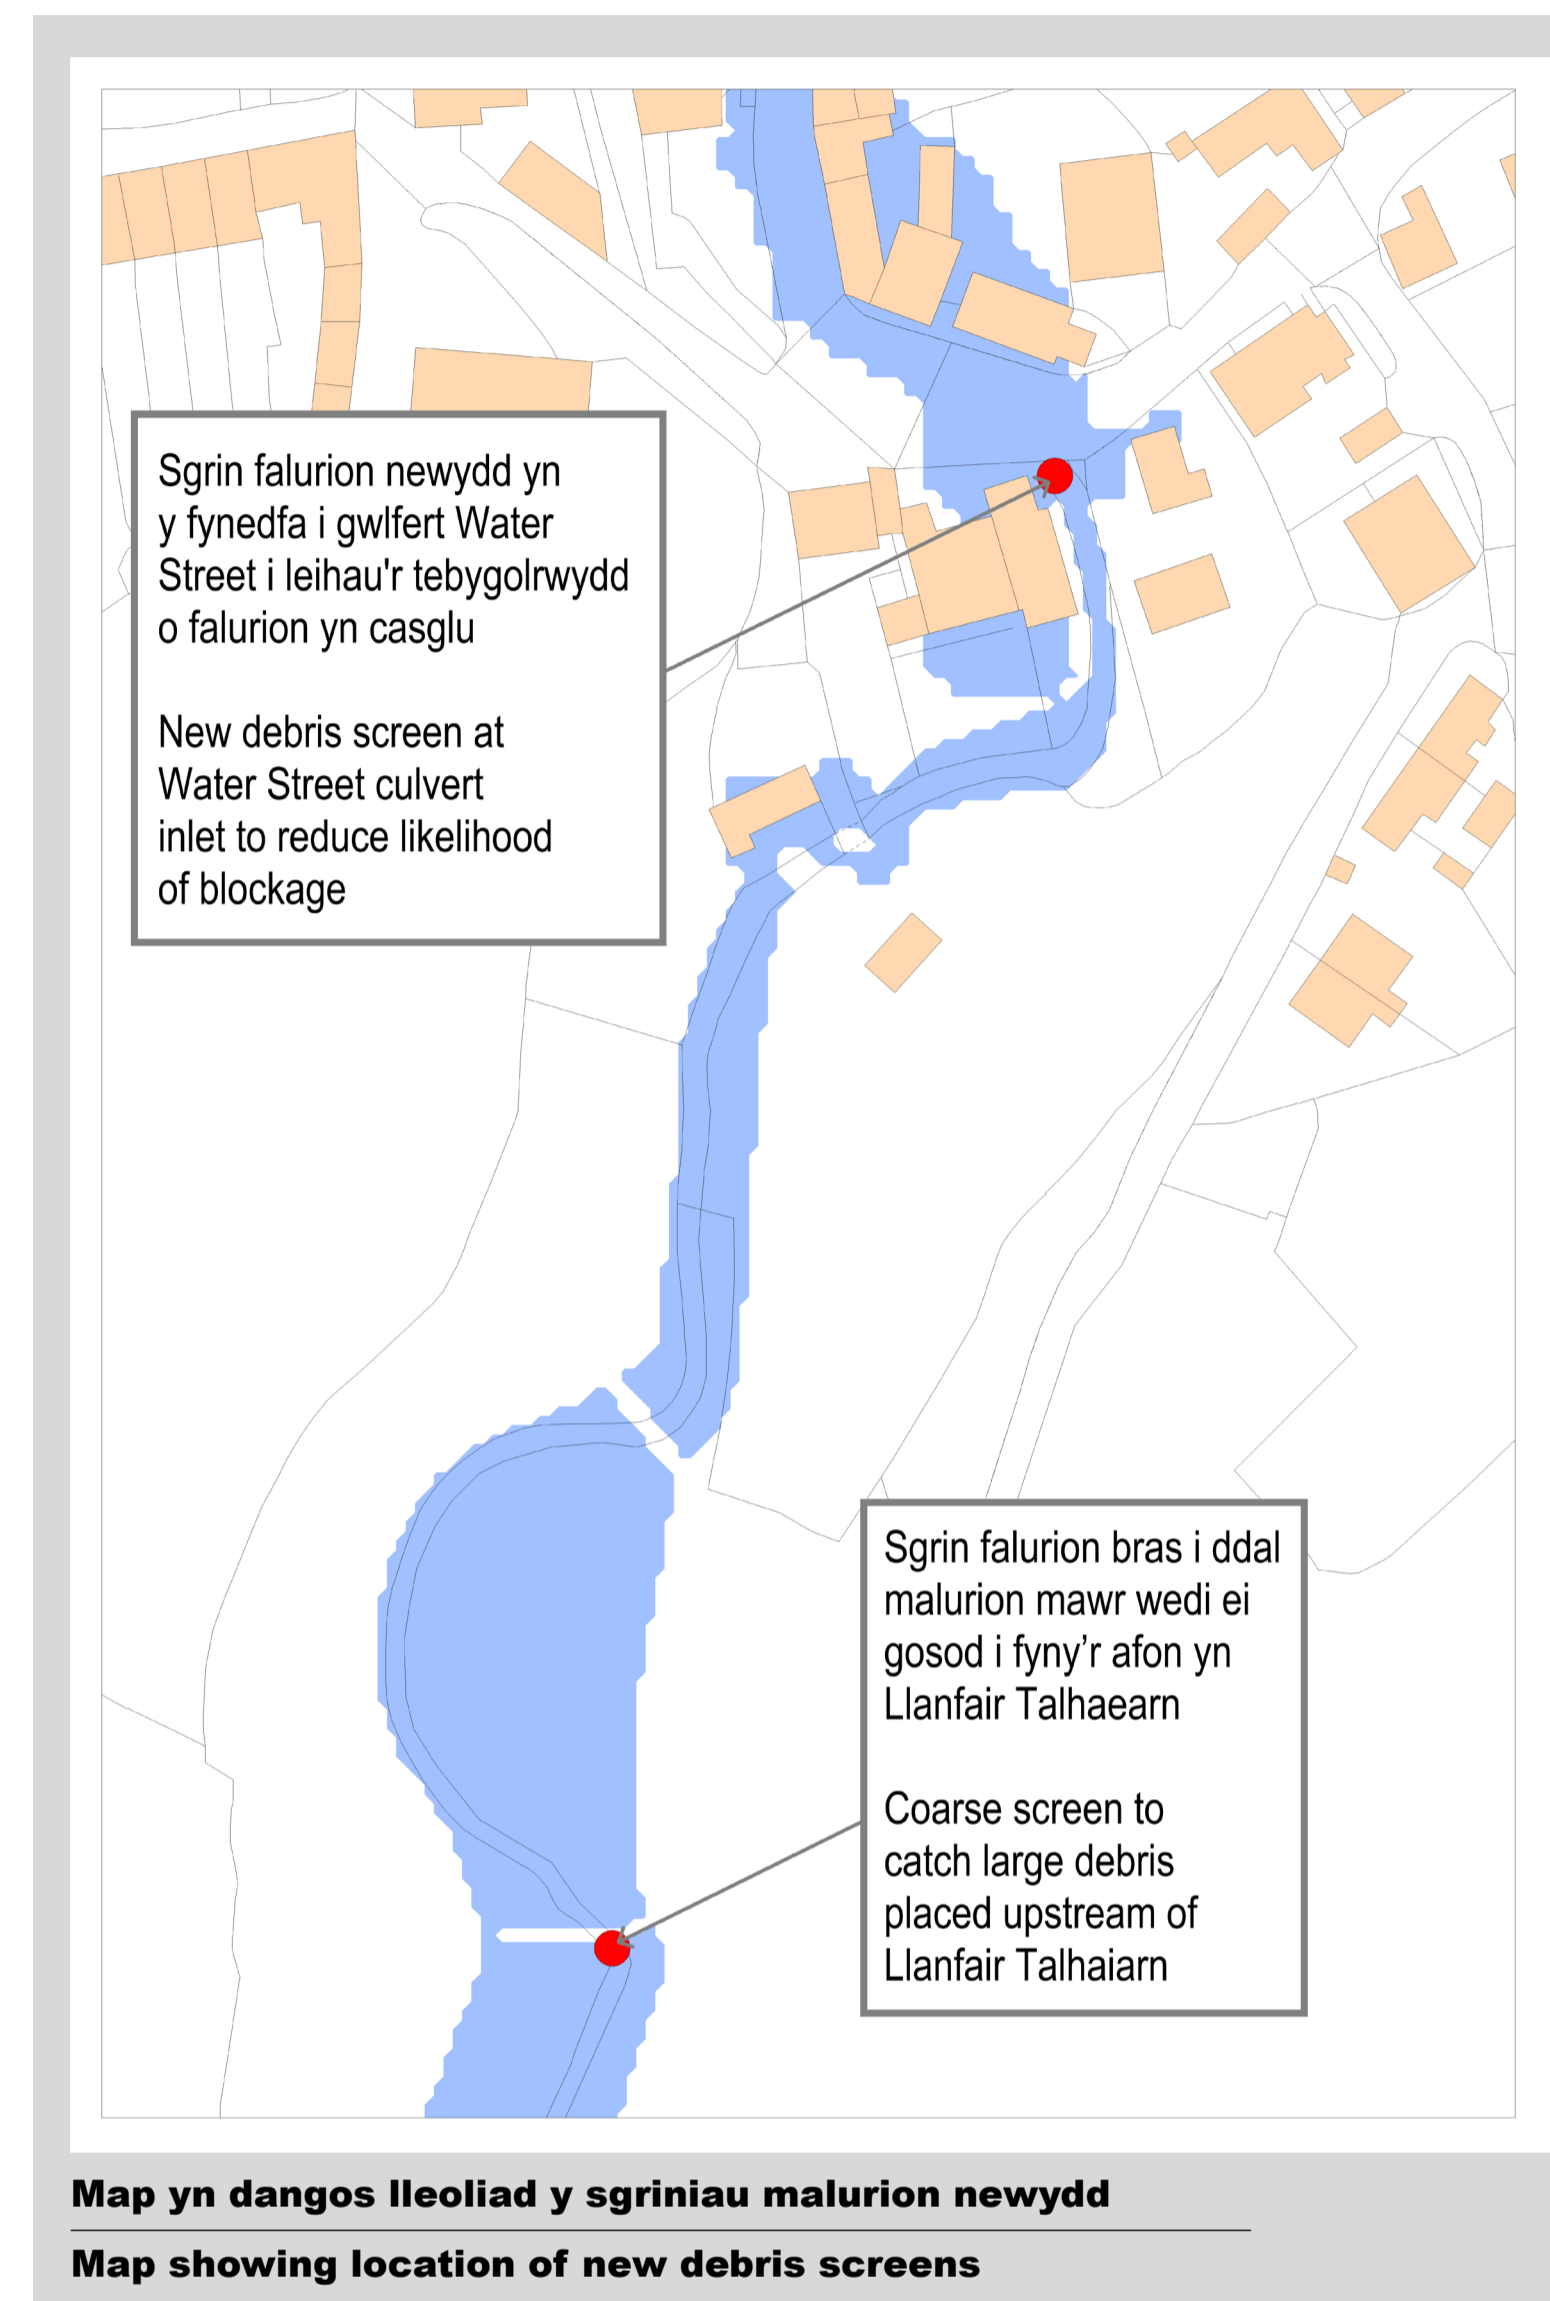 Sgrin falurion newydd yn
y fynedfa i gwlfert Water
Street i leihau'r tebygolrwydd
o falurion yn casglu
New debris screen at
Water Street culvert
inlet to reduce likelihood
of blockage
Sgrin falurion bras i ddal
malurion mawr wedi ei
gosod i fyny’r afon yn
Llanfair Talhaearn
Coarse screen to
catch large debris
placed upstream of
Llanfair Talhaiarn
Map yn dangos lleoliad y sgriniau malurion newydd
Map showing location of new debris screens